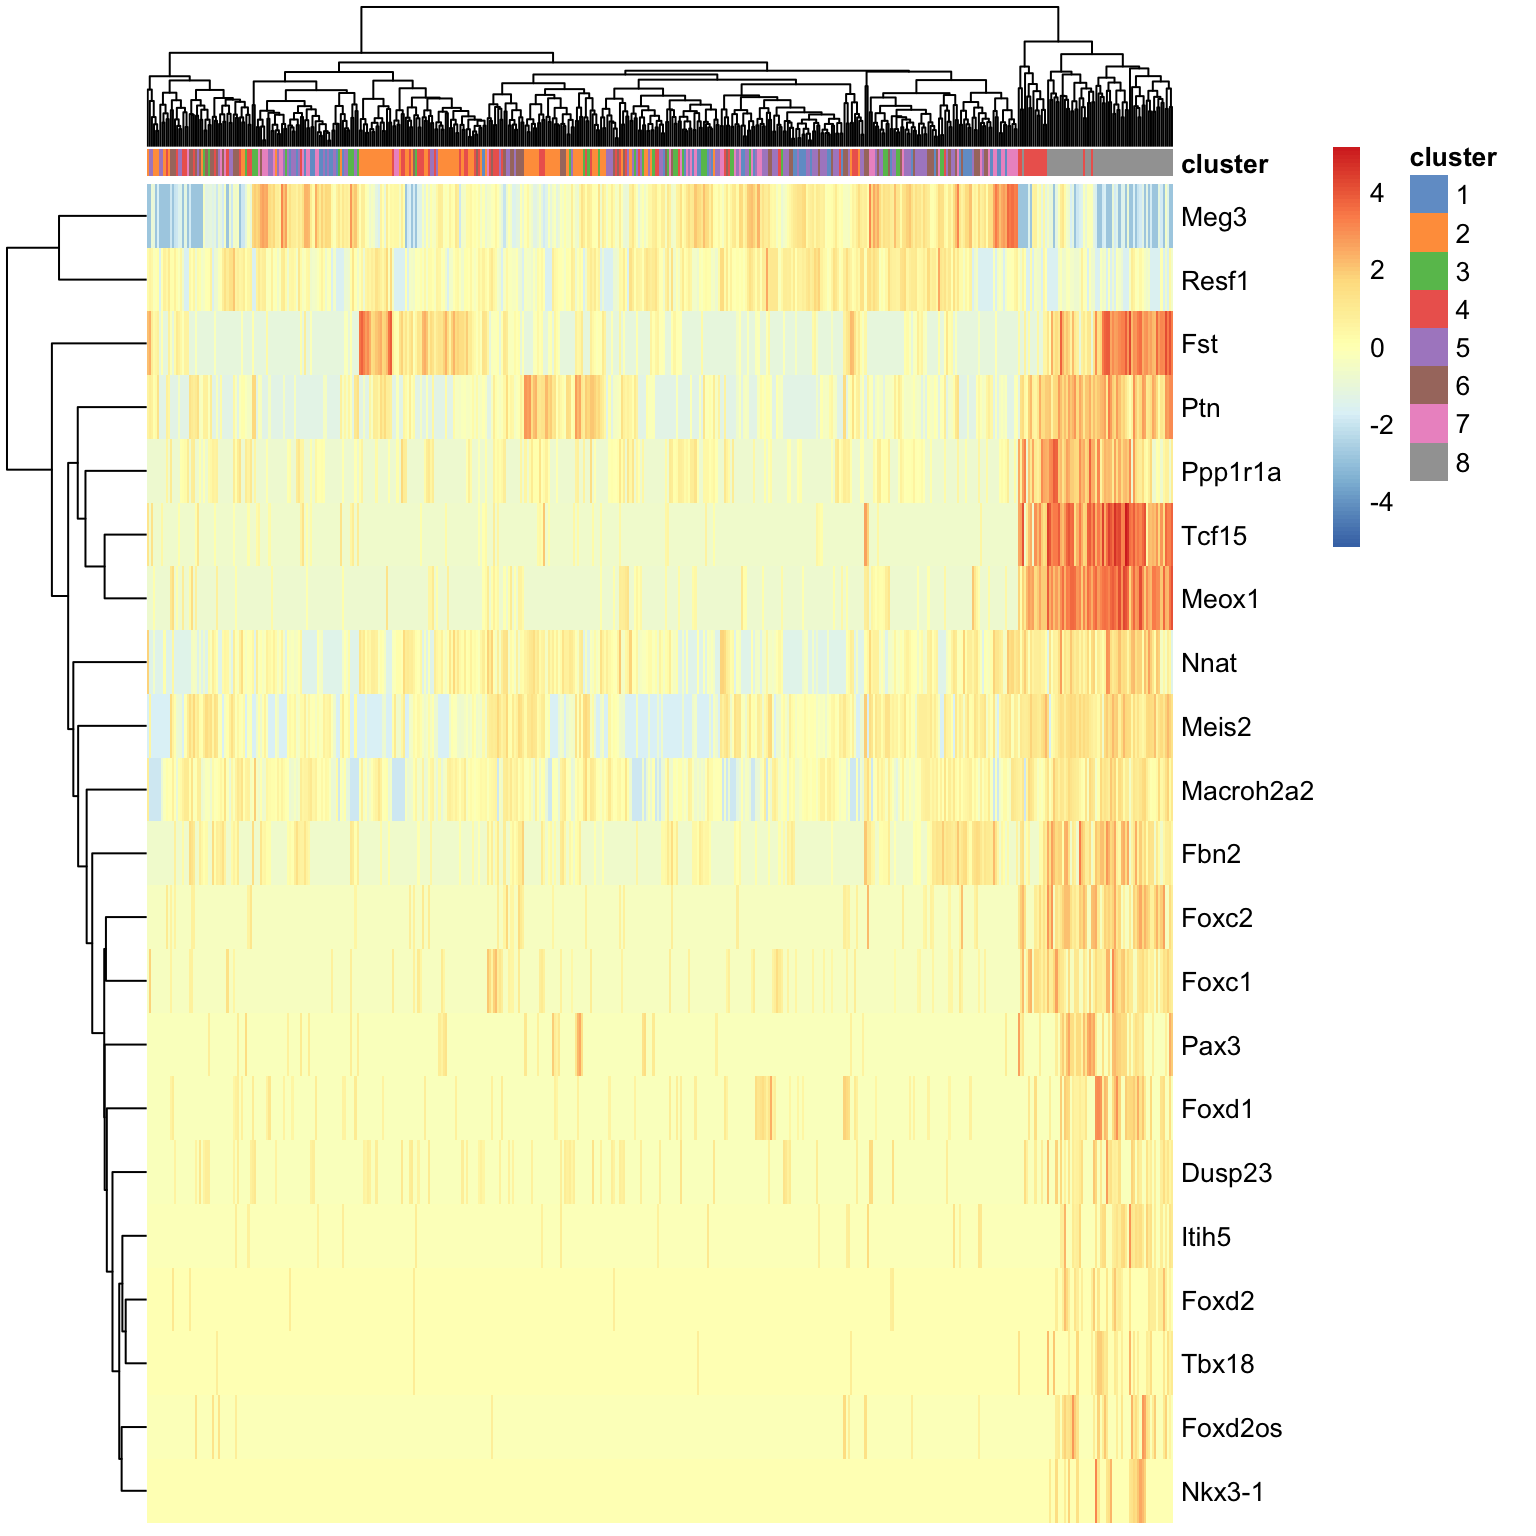 cluster
Meg3
Resf1
Fst
Ptn
Ppp1r1a
Tcf15
Meox1
Nnat
Meis2
Macroh2a2
Fbn2
Foxc2
Foxc1
Pax3
Foxd1
Dusp23
Itih5
Foxd2
Tbx18
Foxd2os
Nkx3-1
4
2
0
-2
-4
cluster
1
2
3
4
5
6
7
8